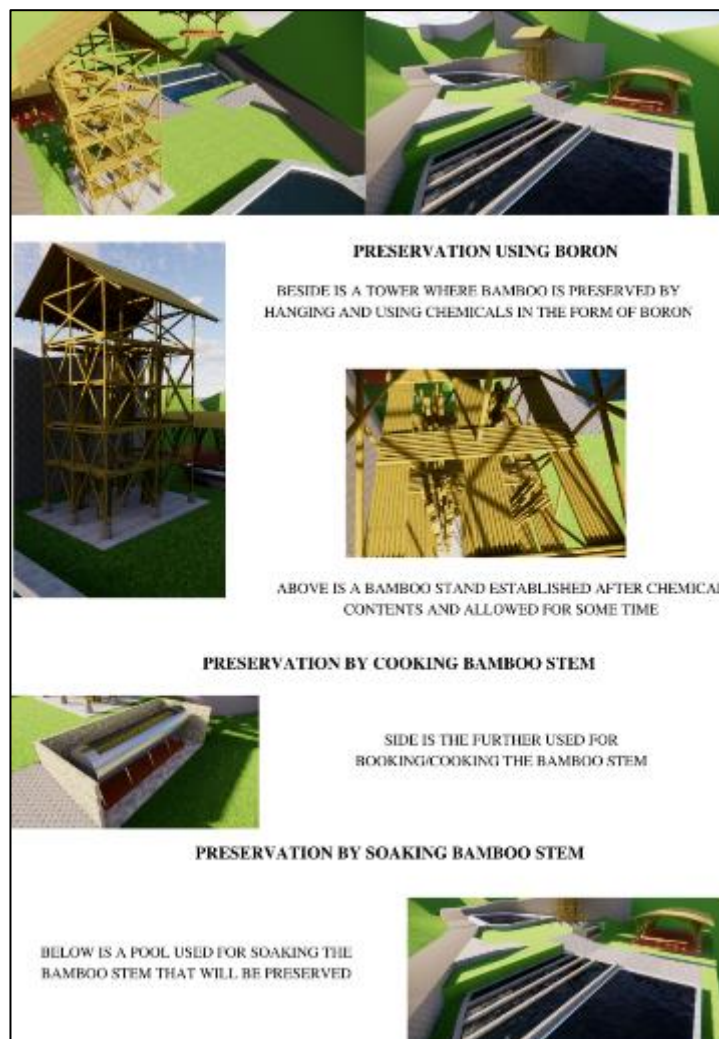 PRESERVATION USING BORON
BESIDE IS A TOWER WHERE BAMBOO IS PRESERVED BY
HANGING AND USING CHEMICALS IN THE FORM OF BORON
ABOVE IS A BAMBOO STAND ESTABLISHED AFTER CHEMICA
CONTENTS AND ALLOWED FOR SOME TIME
PRESERVATION BY COOKING BAMBOO STEM
SIDE IS THE FURTHER USED FOR
BOOKING/COOKING THE BAMBOO STEM
PRESERVATION BY SOAKING BAMBOO STEM
BELOW IS A POOL USED FOR SOAKING THE
BAMBOO STEM THAT WILL BE PRESERVED